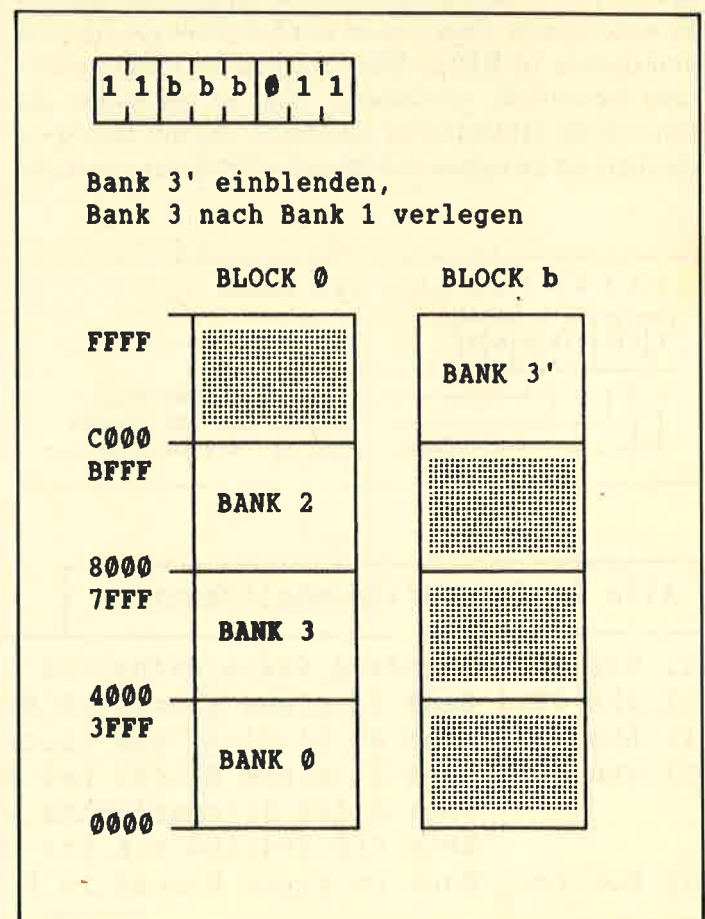 1 1 b b b 0 1 1
Bank 3' einblenden,
Bank 3 nach Bank 1 verlegen
BLOCK 0 BLOCK b
FFFF
BANK 3'
C000
BFFF
BANK 2
8000
7FFF
BANK 3
4000
3FFF
BANK 0
0000